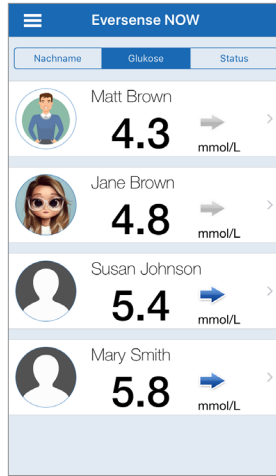 Eversense NOW
Nachname Glukose Status
Matt Brown
4.3
mmol/L
Jane Brown
4.8
mmol/L
Susan Johnson
5.4
mmol/L
Mary Smith
5.8
mmol/L